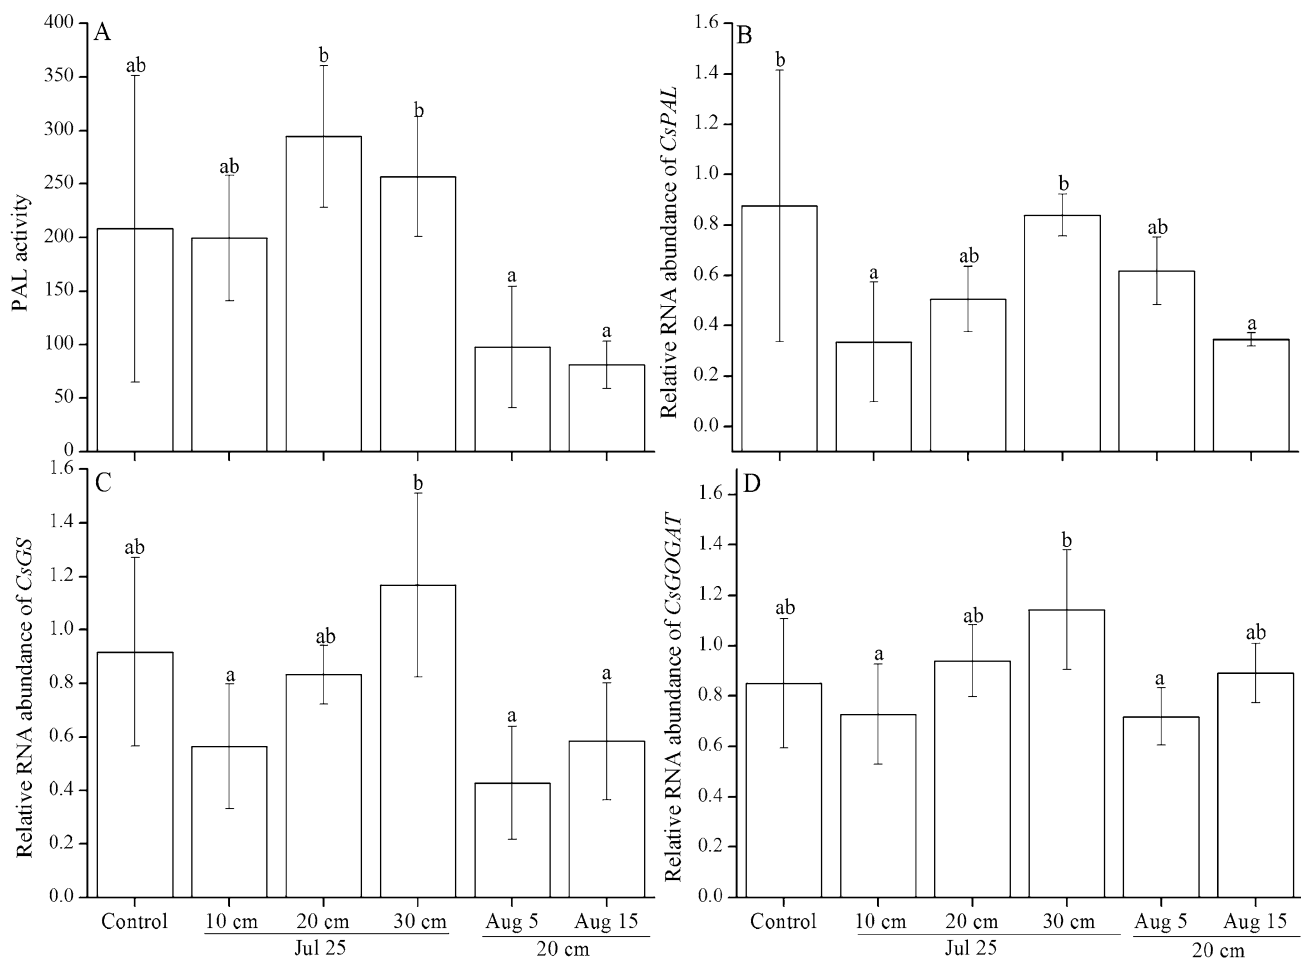 A
PAL activity
400
350
300
250
200
150
100
50
0
ab
ab
b
b
a
a
B
Relative RNA abundance of CsPAL
1.6
1.4
1.2
1.0
0.8
0.6
0.4
0.2
0.0
b
a
ab
b
ab
a
C
Relative RNA abundance of CsGS
1.6
1.4
1.2
1.0
0.8
0.6
0.4
0.2
0.0
ab
a
ab
b
a
a
Control 10 cm 20 cm 30 cm Aug 5 Aug 15
Jul 25 20 cm
D
Relative RNA abundance of CsGOGAT
1.6
1.4
1.2
1.0
0.8
0.6
0.4
0.2
0.0
ab
a
ab
b
a
ab
Control 10 cm 20 cm 30 cm Aug 5 Aug 15
Jul 25 20 cm